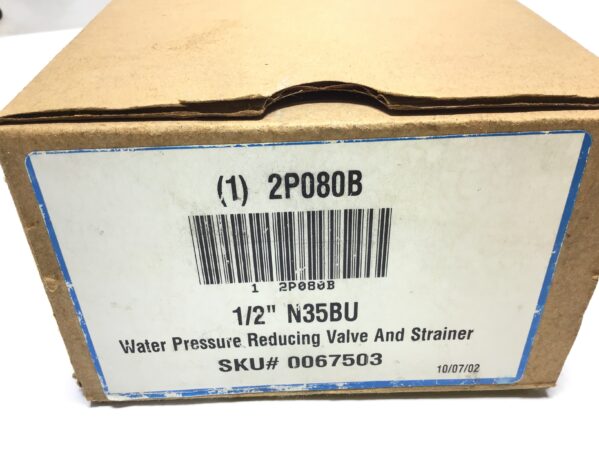 (1) 2P080B
1 2P080B
1/2" N35BU
Water Pressure Reducing Valve And Strainer
SKU# 0067503
10/07/02